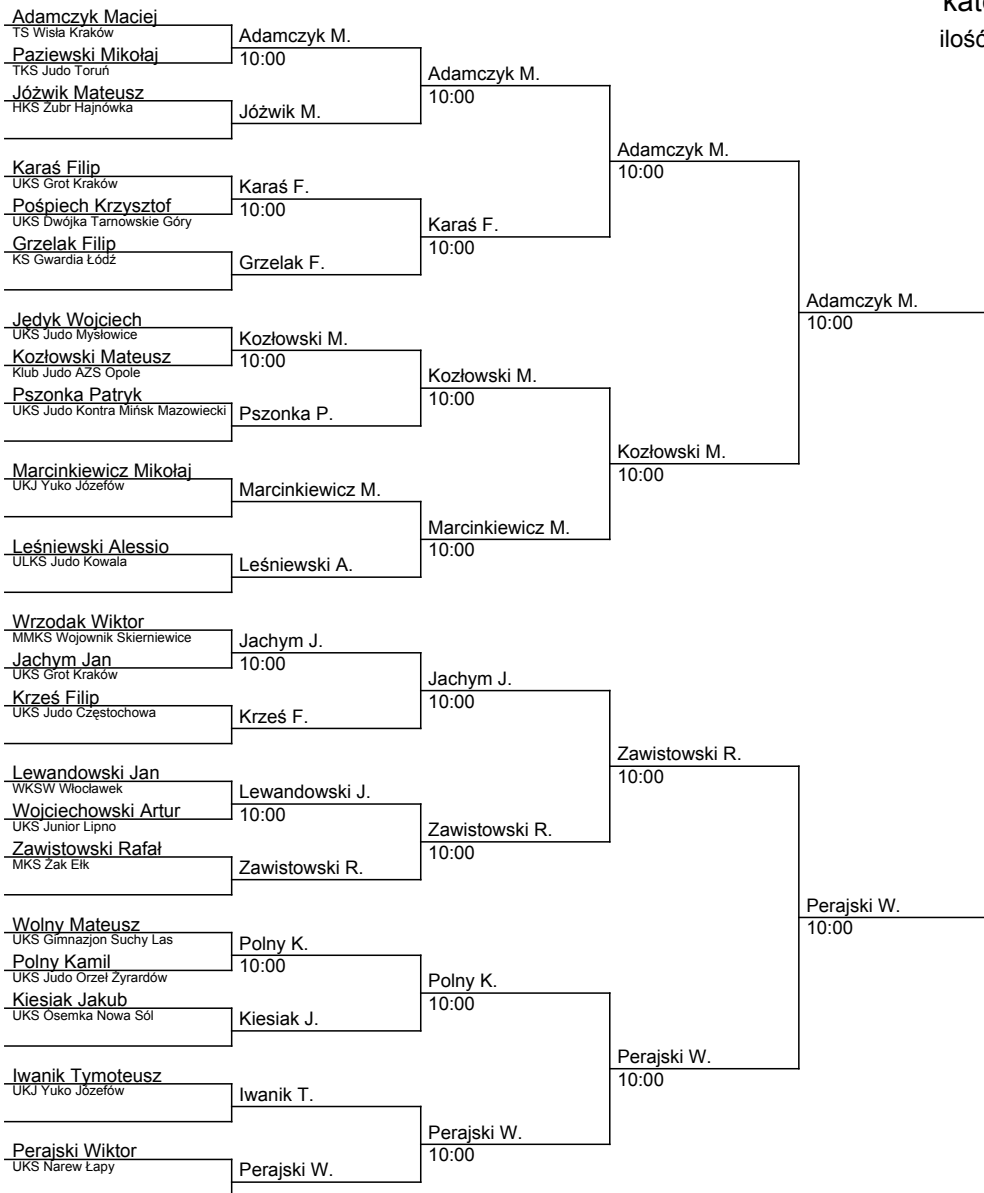 Adamczyk Maciej
TS Wisła Kraków
Paziewski Mikołaj
TKS Judo Toruń
Jóżwik Mateusz
HKS Żubr Hajnówka
Karaś Filip
UKS Grot Kraków
Pośpiech Krzysztof
UKS Dwójka Tarnowskie Góry
Grzelak Filip
KS Gwardia Łódź
Jędyk Wojciech
UKS Judo Mysłowice
Kozłowski Mateusz
Klub Judo AZS Opole
Pszonka Patryk
UKS Judo Kontra Mińsk Mazowiecki
Marcinkiewicz Mikołaj
UKJ Yuko Józefów
Leśniewski Alessio
ULKS Judo Kowala
Wrzodak Wiktor
MMKS Wojownik Skierniewice
Jachym Jan
UKS Grot Kraków
Krześ Filip
UKS Judo Częstochowa
Lewandowski Jan
WKSW Włocławek
Wojciechowski Artur
UKS Junior Lipno
Zawistowski Rafał
MKS Żak Ełk
Wolny Mateusz
UKS Gimnazjon Suchy Las
Polny Kamil
UKS Judo Orzeł Żyrardów
Kiesiak Jakub
UKS Ósemka Nowa Sól
Iwanik Tymoteusz
UKJ Yuko Józefów
Perajski Wiktor
UKS Narew Łapy
Adamczyk M.
10:00
Jóżwik M.
Karaś F.
10:00
Grzelak F.
Kozłowski M.
10:00
Pszonka P.
Marcinkiewicz M.
Leśniewski A.
Jachym J.
10:00
Krześ F.
Lewandowski J.
10:00
Zawistowski R.
Polny K.
10:00
Kiesiak J.
Iwanik T.
Perajski W.
Adamczyk M.
10:00
Karaś F.
10:00
Kozłowski M.
10:00
Marcinkiewicz M.
10:00
Jachym J.
10:00
Zawistowski R.
10:00
Polny K.
10:00
Perajski W.
10:00
Adamczyk M.
10:00
Kozłowski M.
10:00
Zawistowski R.
10:00
Perajski W.
10:00
Adamczyk M.
10:00
Perajski W.
10:00
ilość